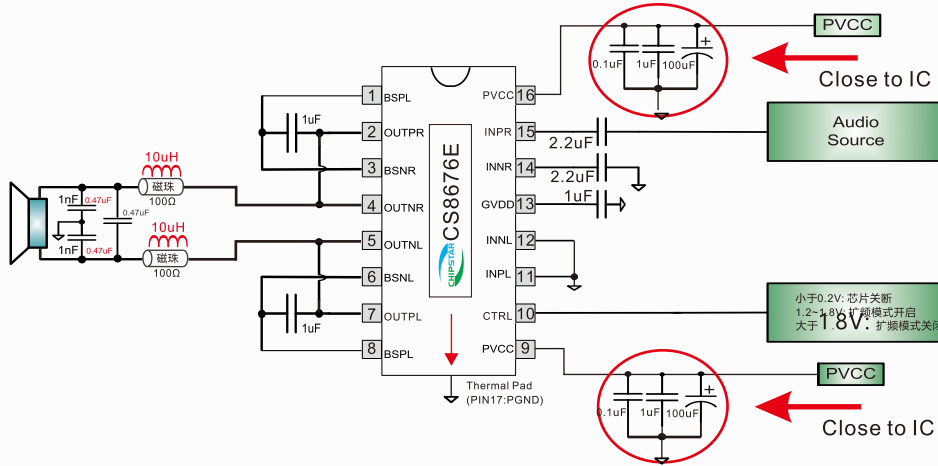 PVCC
0.1uF
1uF
100uF
Close to IC
1
BSPL
1uF
2
OUTPR
3
BSNR
4
OUTNR
5
OUTNL
6
BSNL
7
OUTPL
8
BSPL
1uF
CS8676E
CHIPSTAR
PVCC
16
INPR
15
INNR
14
GVDD
13
INNL
12
INPL
11
CTRL
10
PVCC
9
2.2uF
2.2uF
1uF
Audio
Source
10uH
磁珠
100Ω
1nF
0.47uF
0.47uF
1nF
0.47uF
10uH
磁珠
100Ω
小于0.2V: 芯片关断
1.2~1.8V: 扩频模式开启
大于1.8V: 扩频模式关闭
Thermal Pad
(PIN17:PGND)
PVCC
0.1uF
1uF
100uF
Close to IC